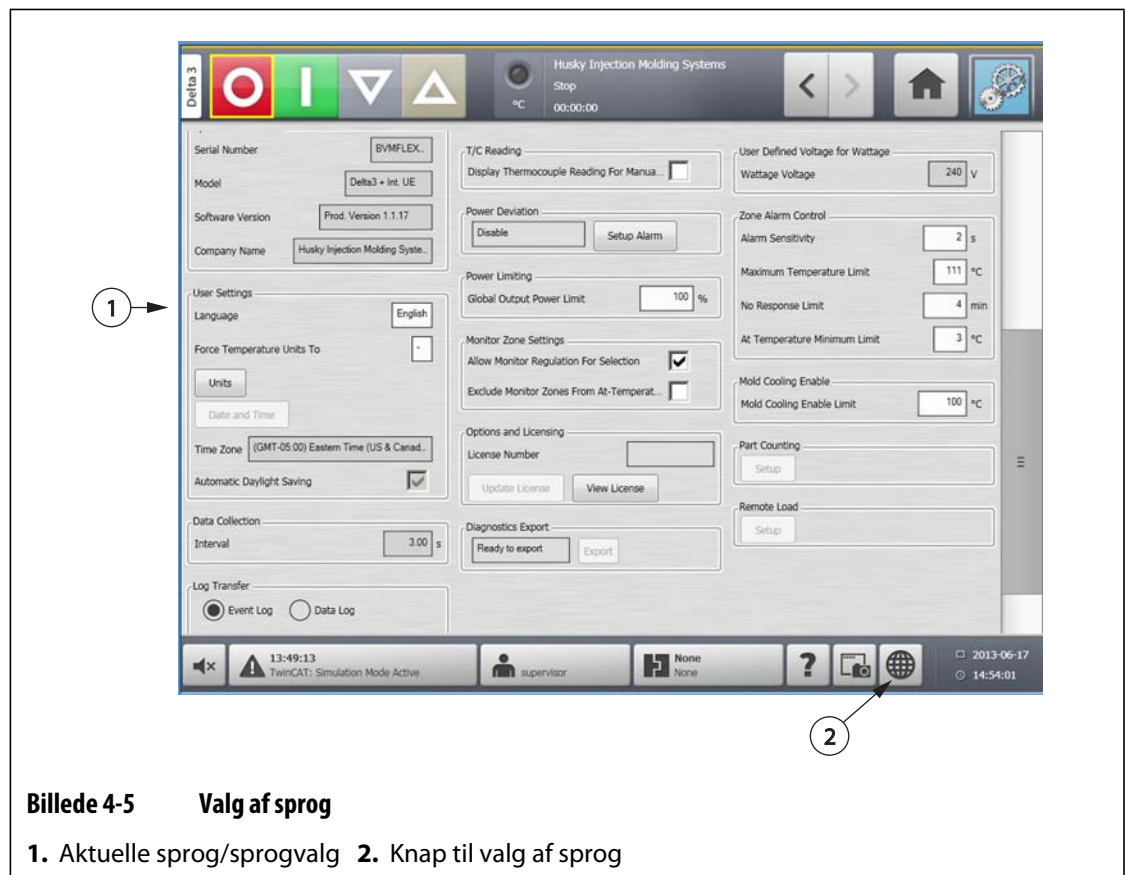 Delta 3
Husky Injection Molding Systems
Stop
°C
00:00:00
Serial Number
BVMFLEX..
Model
Delta3 + Int. UE
Software Version
Prod. Version 1.1.17
Company Name
Husky Injection Molding Syste..
User Settings
Language
English
Force Temperature Units To
-
Units
Date and Time
Time Zone
(GMT-05:00) Eastern Time (US & Canad..
Automatic Daylight Saving
Data Collection
Interval
3.00 s
Log Transfer
Event Log
Data Log
T/C Reading
Display Thermocouple Reading For Manua...
Power Deviation
Disable
Setup Alarm
Power Limiting
Global Output Power Limit
100 %
Monitor Zone Settings
Allow Monitor Regulation For Selection
Exclude Monitor Zones From At-Temperat...
Options and Licensing
License Number
Update License
View License
Diagnostics Export
Ready to export
Export
User Defined Voltage for Wattage
Wattage Voltage
240 V
Zone Alarm Control
Alarm Sensitivity
2 s
Maximum Temperature Limit
111 °C
No Response Limit
4 min
At Temperature Minimum Limit
3 °C
Mold Cooling Enable
Mold Cooling Enable Limit
100 °C
Part Counting
Setup
Remote Load
Setup
1
13:49:13
TwinCAT: Simulation Mode Active
supervisor
None
None
?
2013-06-17
14:54:01
2
Billede 4-5 Valg af sprog
1. Aktuelle sprog/sprogvalg 2. Knap til valg af sprog